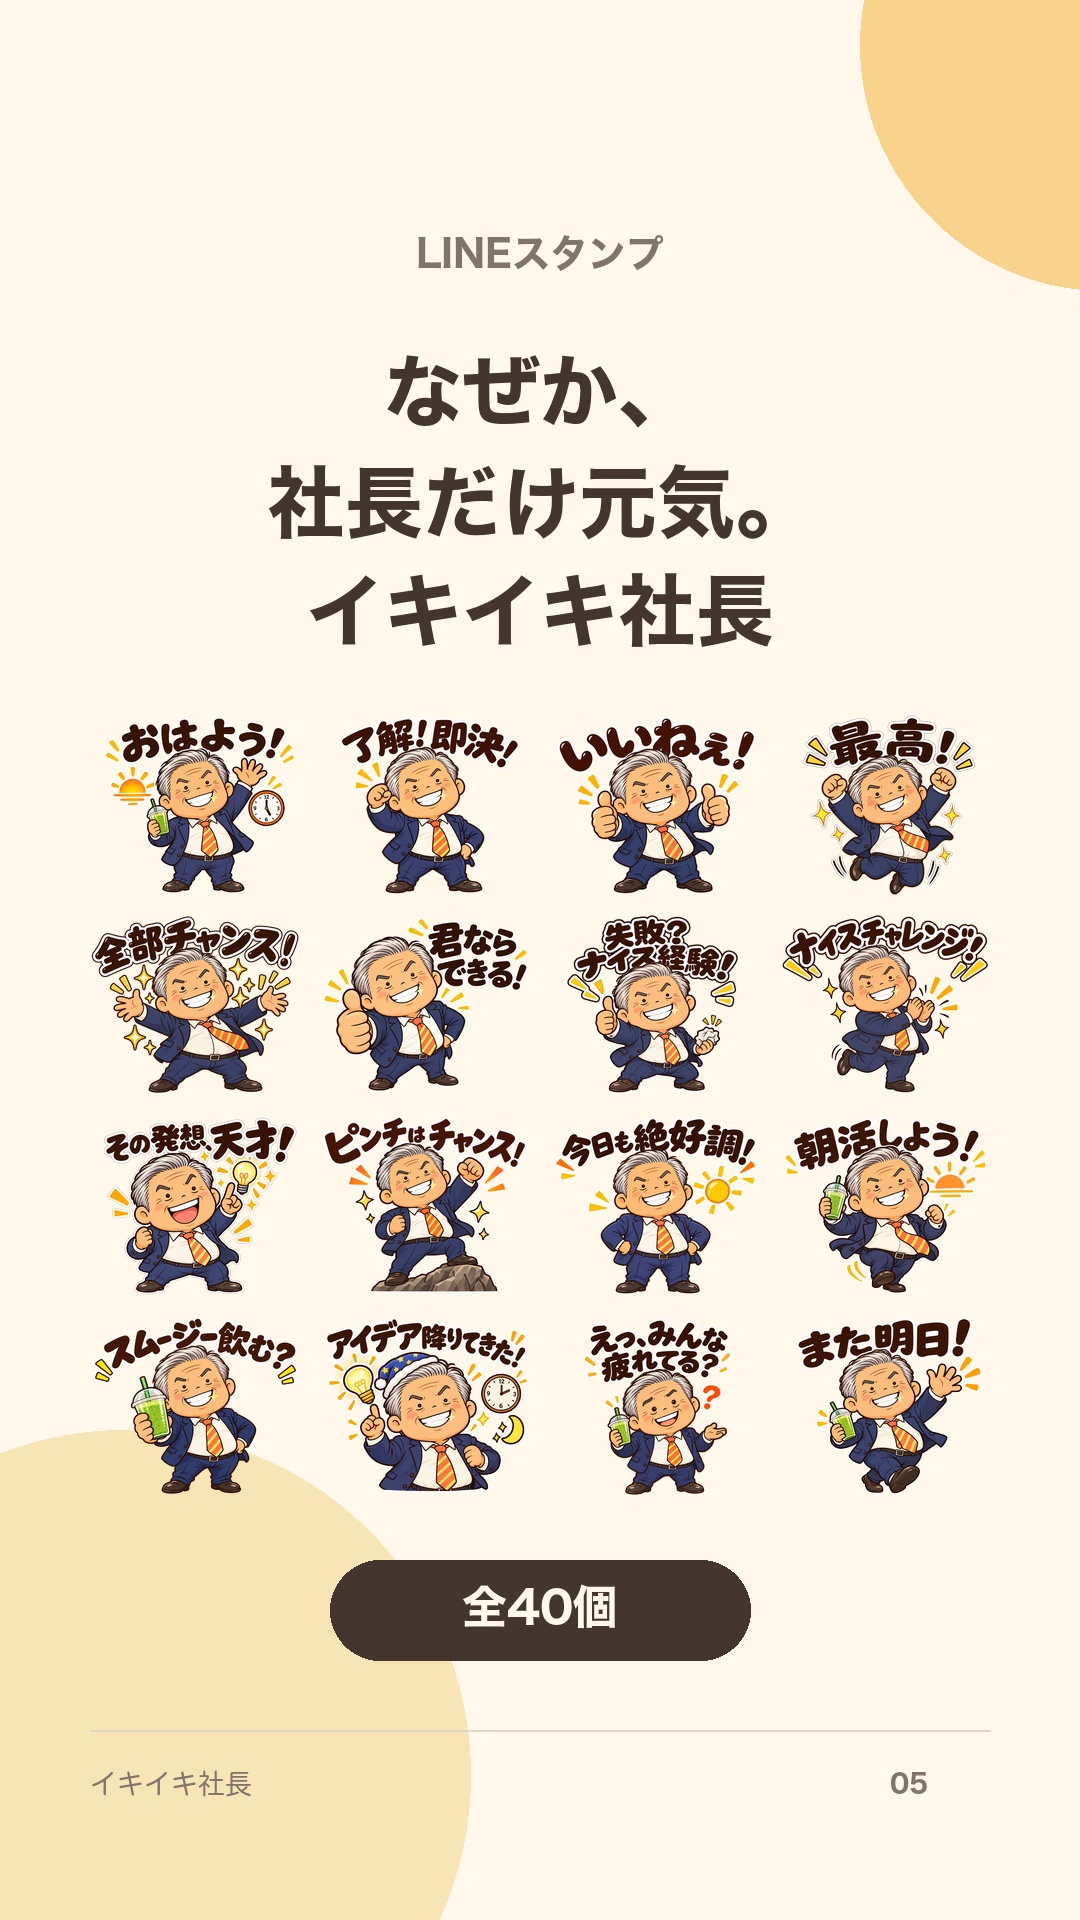 LINEスタンプ
なぜか、
社長だけ元気。
イキイキ社長
おはよう!
了解!即決!
いいねぇ!
最高!
全部チャンス!
君なら
できる!
失敗?
ナイス経験!
ナイスチャレンジ!
その発想、天才!
ピンチはチャンス!
今日も絶好調!
朝活しよう!
スムージー飲む?
アイデア降りてきた!
えっ、みんな
疲れてる?
?
また明日!
全40個
イキイキ社長
05